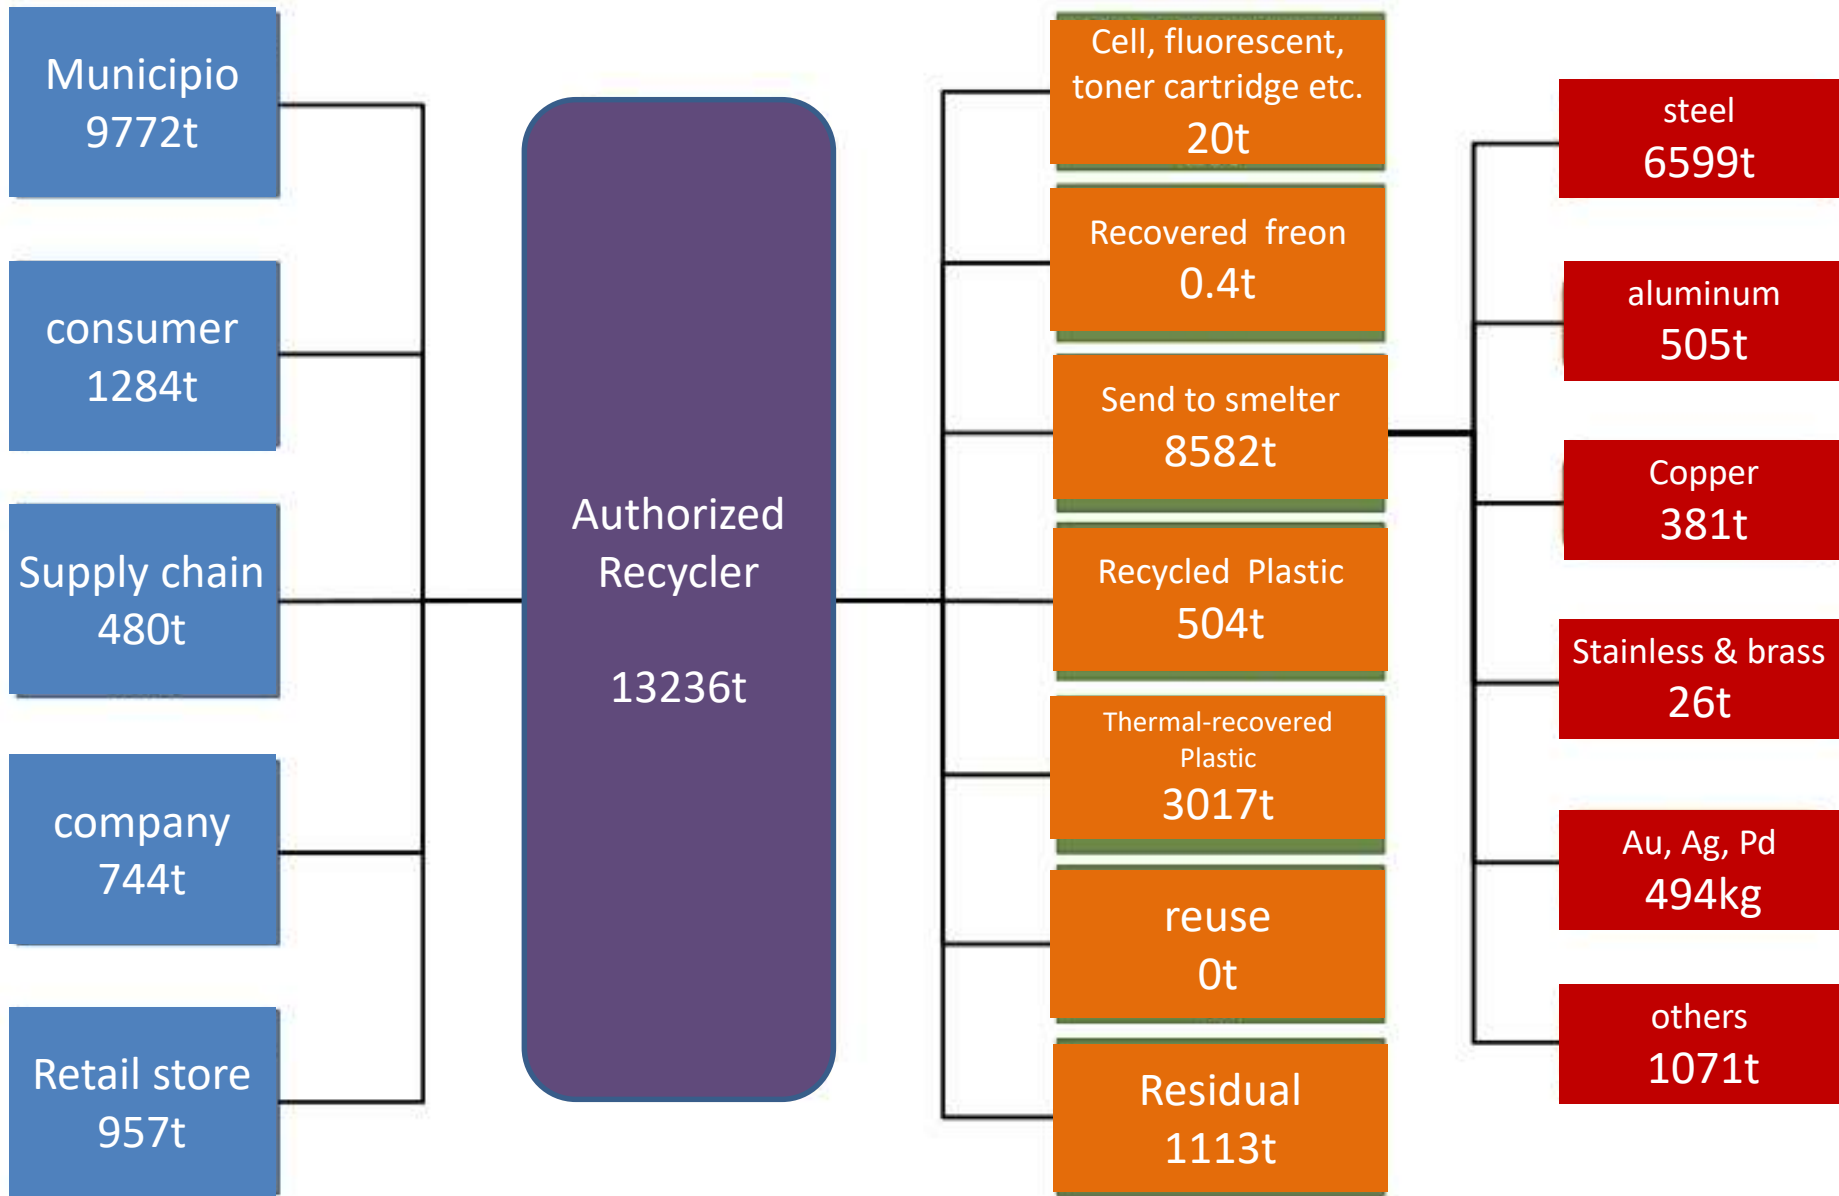 Municipio
9772t
consumer
1284t
Supply chain
480t
company
744t
Retail store
957t
Authorized
Recycler
13236t
Cell, fluorescent,
toner cartridge etc.
20t
Recovered freon
0.4t
Send to smelter
8582t
Recycled Plastic
504t
Thermal-recovered
Plastic
3017t
reuse
0t
Residual
1113t
steel
6599t
aluminum
505t
Copper
381t
Stainless & brass
26t
Au, Ag, Pd
494kg
others
1071t